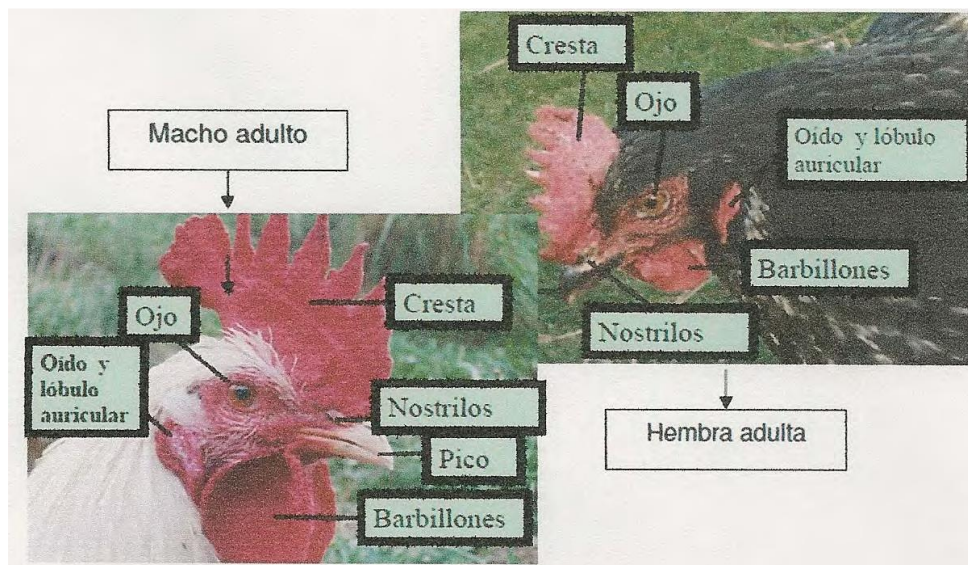 Cresta
Ojo
Oído y lóbulo
auricular
Barbillones
Nostrilos
Hembra adulta
Macho adulto
Cresta
Ojo
Oído y
lóbulo
auricular
Nostrilos
Pico
Barbillones